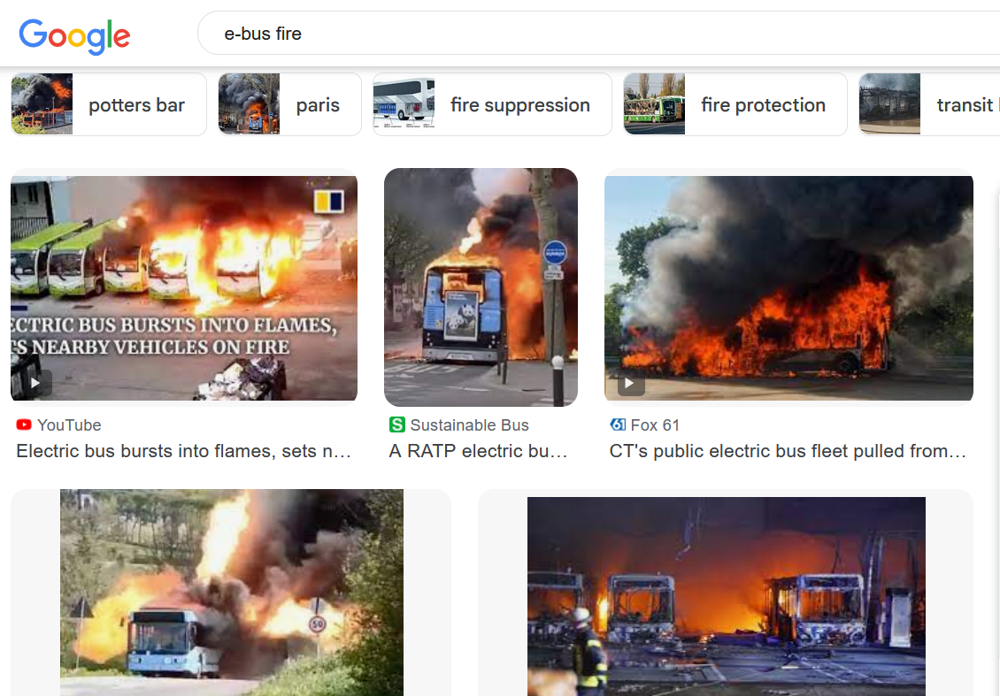 Google
e-bus fire
potters bar
paris
fire suppression
fire protection
transit
ECTRIC BUS BURSTS INTO FLAMES,
S NEARBY VEHICLES ON FIRE
YouTube
Electric bus bursts into flames, sets n...
S Sustainable Bus
A RATP electric bu...
61 Fox 61
CT's public electric bus fleet pulled from...
50